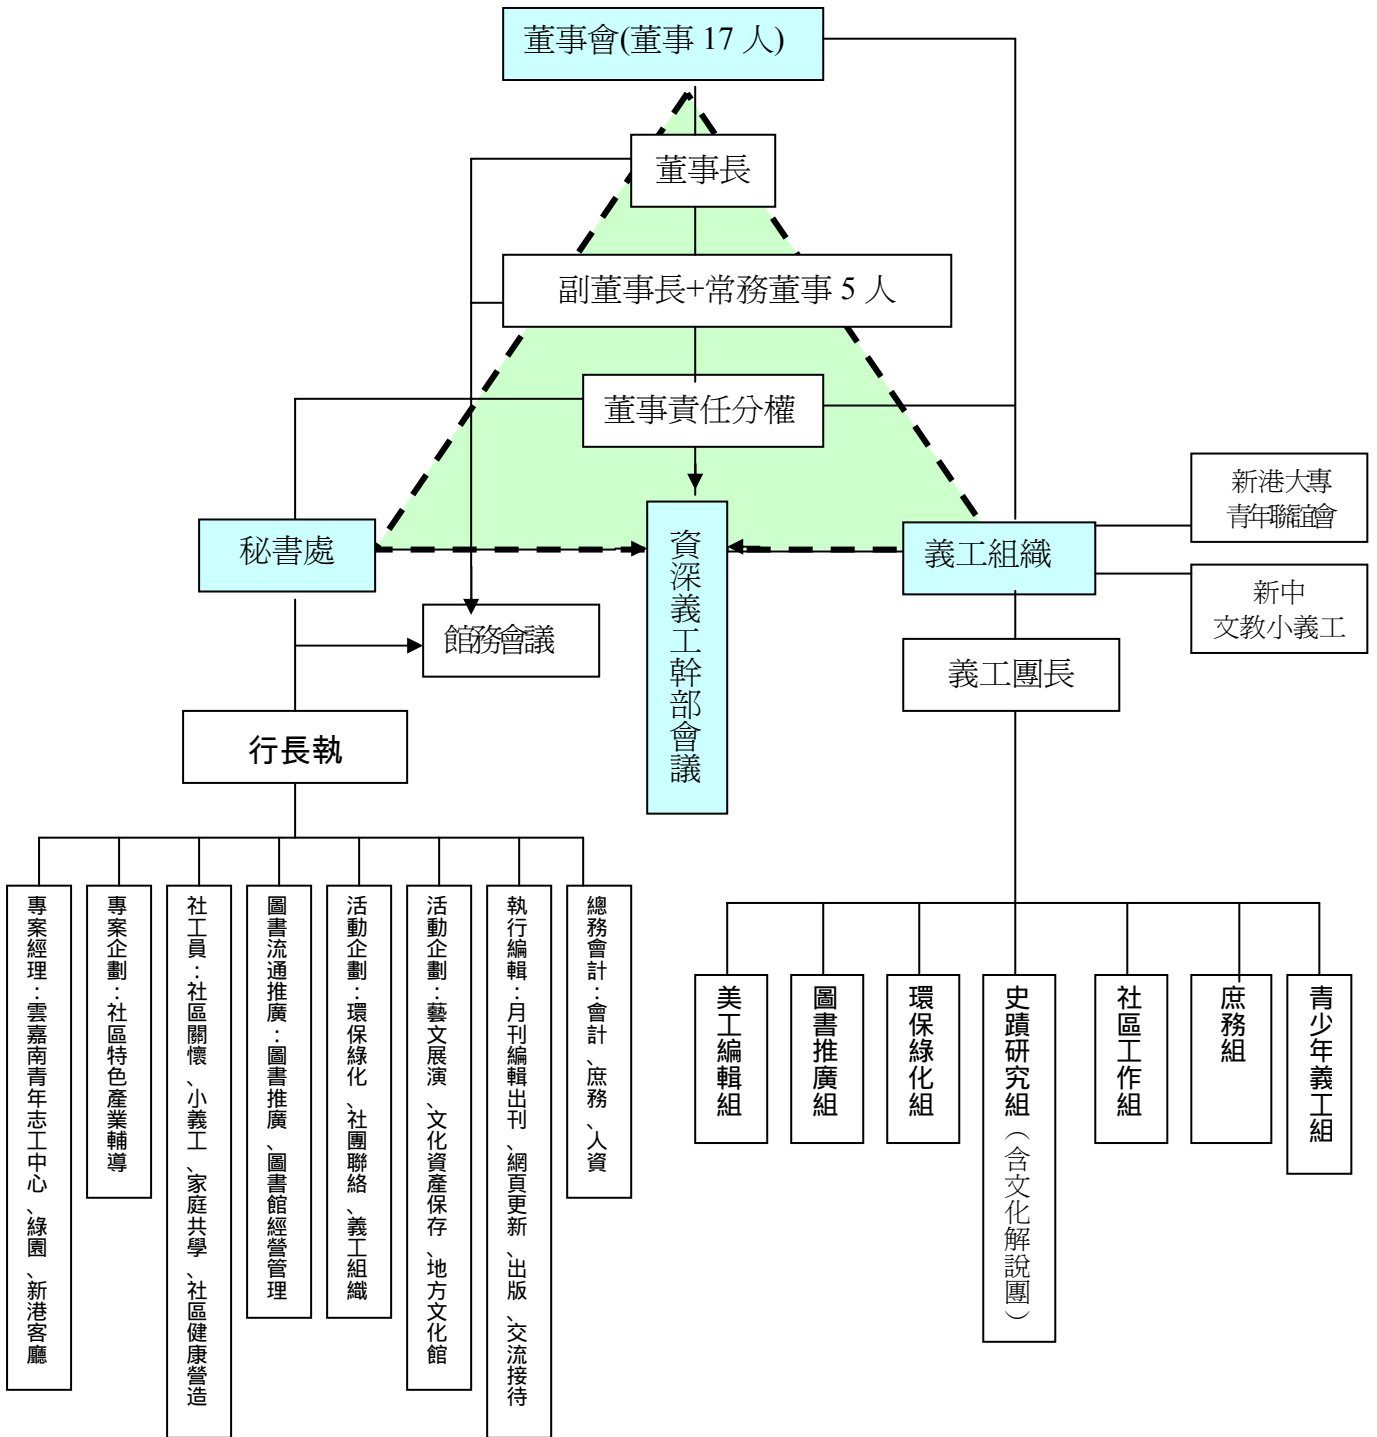 董事會(董事 17 人)
董事長
副董事長+常務董事 5 人
董事責任分權
新港大專
青年聯誼會
秘書處
資深義工幹部會議
義工組織
新中
文教小義工
館務會議
義工團長
行長執
專案經理：雲嘉南青年志工中心、綠園、新港客廳
專案企劃：社區特色產業輔導
社工員：社區關懷、小義工、家庭共學、社區健康營造
圖書流通推廣：圖書推廣、圖書館經營管理
活動企劃：環保綠化、社團聯絡、義工組織
活動企劃：藝文展演、文化資產保存、地方文化館
執行編輯：月刊編輯出刊、網頁更新、出版、交流接待
總務會計：會計、庶務、人資
美工編輯組
圖書推廣組
環保綠化組
史蹟研究組（含文化解說團）
社區工作組
庶務組
青少年義工組